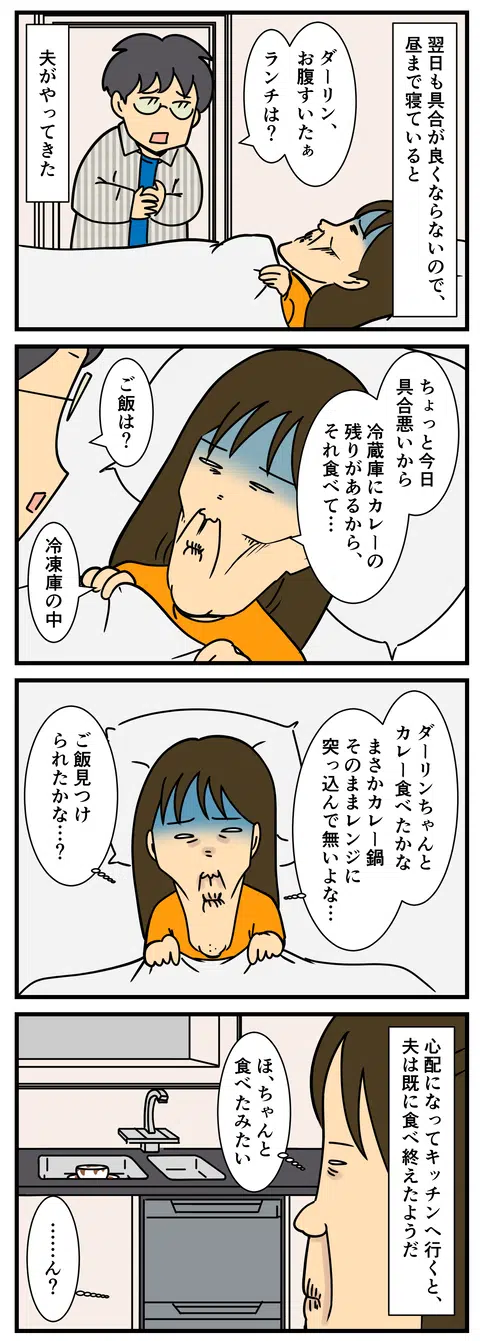 翌日も具合が良くならないので、
昼まで寝ていると
ダーリン、
お腹すいたぁ
ランチは？
夫がやってきた
ちょっと今日
具合悪いから
冷蔵庫にカレーの
残りがあるから、
それ食べて…
ご飯は？
冷凍庫の中
ダーリンちゃんと
カレー食べたかな
まさかカレー鍋
そのままレンジに
突っ込んで無いよな…
ご飯見つけ
られたかな…？
心配になってキッチンへ行くと、
夫は既に食べ終えたようだ
ほ、ちゃんと
食べたみたい
……ん？